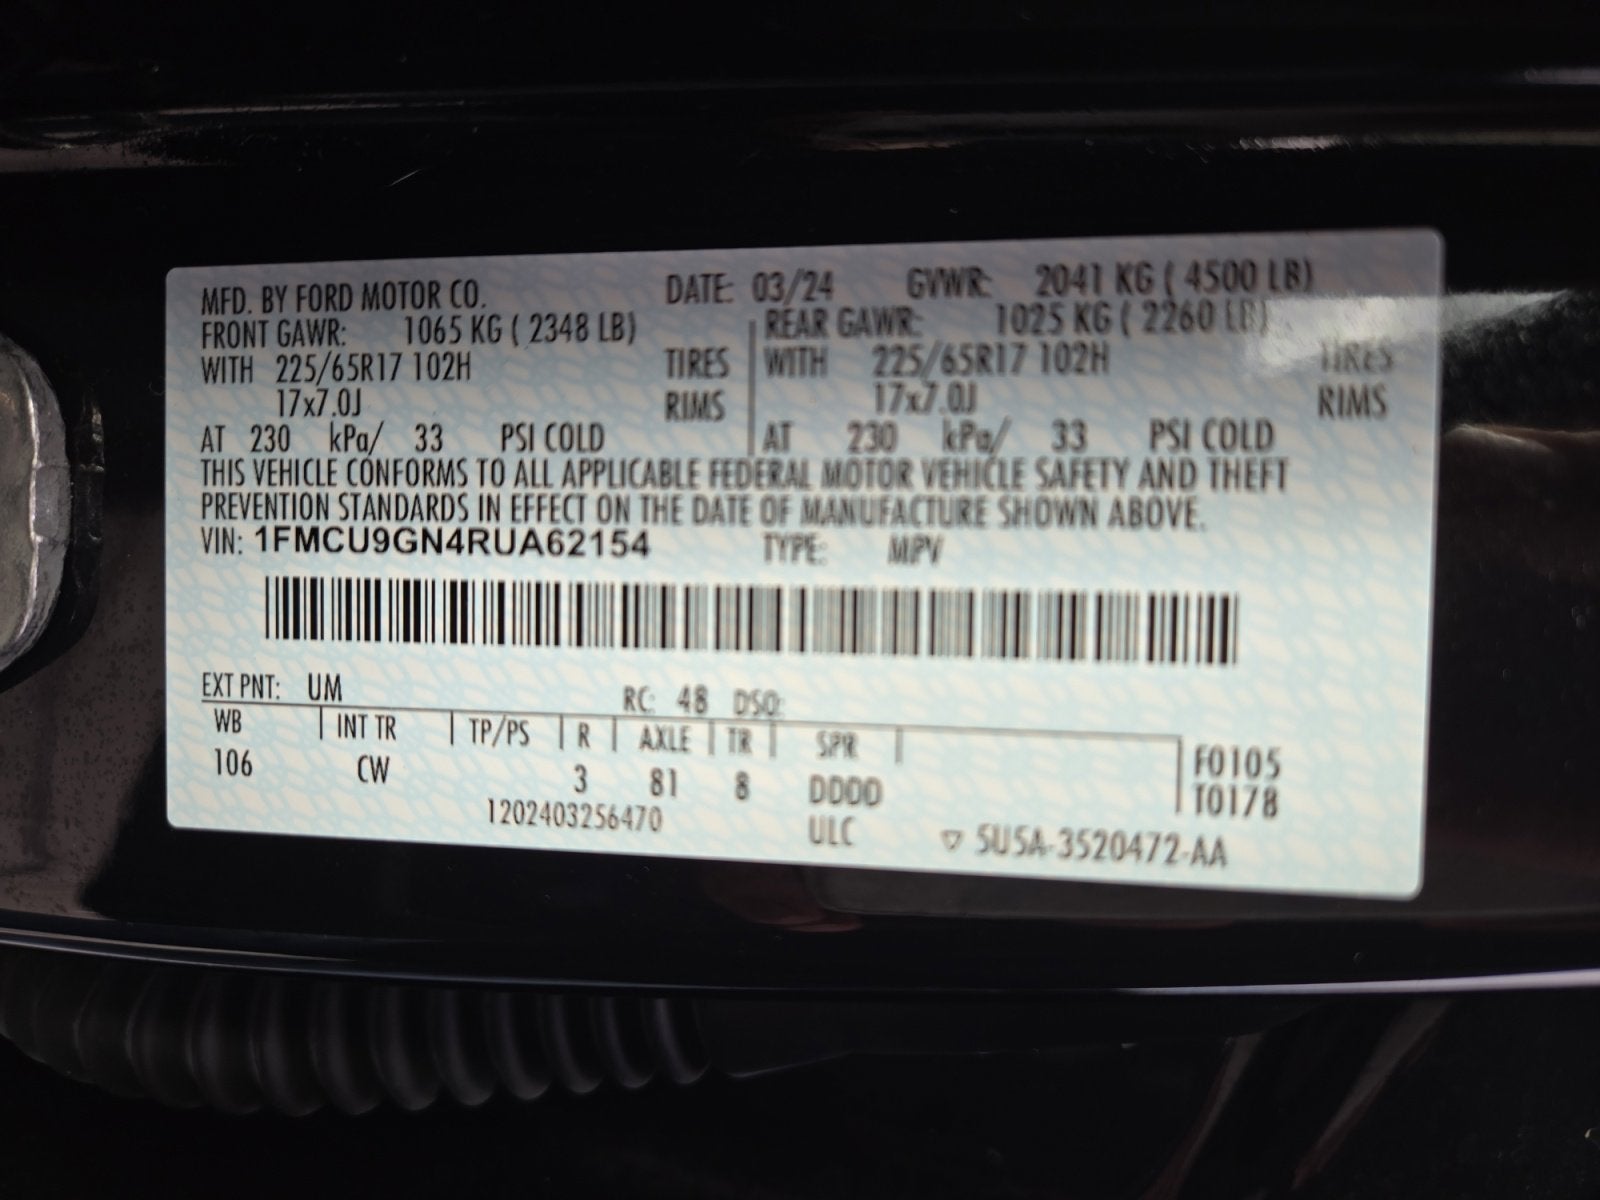 MFD. BY FORD MOTOR CO. DATE: 03/24 GVWR: 2041 KG ( 4500 LB)
FRONT GAWR: 1065 KG ( 2348 LB) REAR GAWR: 1025 KG ( 2260 LB)
WITH 225/65R17 102H TIRES WITH 225/65R17 102H TIRES
17x7.0J RIMS 17x7.0J RIMS
AT 230 kPa/ 33 PSI COLD AT 230 kPa/ 33 PSI COLD
THIS VEHICLE CONFORMS TO ALL APPLICABLE FEDERAL MOTOR VEHICLE SAFETY AND THEFT
PREVENTION STANDARDS IN EFFECT ON THE DATE OF MANUFACTURE SHOWN ABOVE.
VIN: 1FMCU9GN4RUA62154 TYPE: MPV
EXT PNT: UM RC: 48 DSO:
WB INT TR TP/PS R AXLE TR SPR F0105
106 CW 3 81 8 DDDD T0178
1202403256470 ULC ▽ 5U5A-3520472-AA